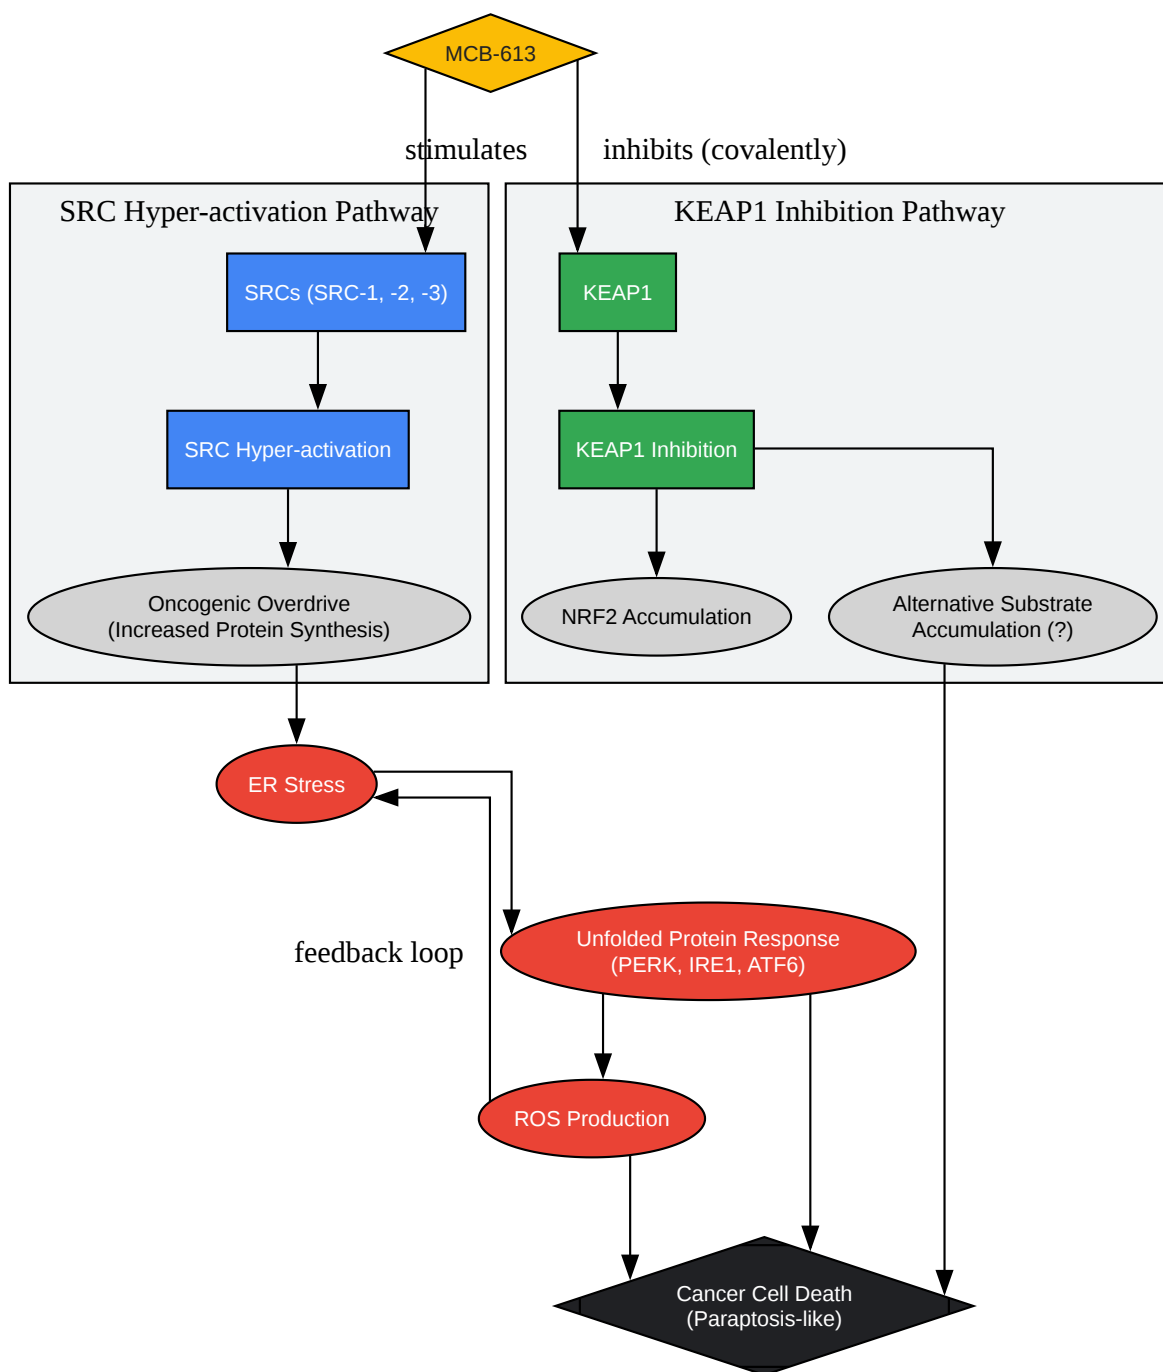 MCB-613
stimulates
inhibits (covalently)
SRC Hyper-activation Pathway
KEAP1 Inhibition Pathway
SRCs (SRC-1, -2, -3)
KEAP1
SRC Hyper-activation
KEAP1 Inhibition
Oncogenic Overdrive
(Increased Protein Synthesis)
NRF2 Accumulation
Alternative Substrate
Accumulation (?)
ER Stress
feedback loop
Unfolded Protein Response
(PERK, IRE1, ATF6)
ROS Production
Cancer Cell Death
(Paraptosis-like)